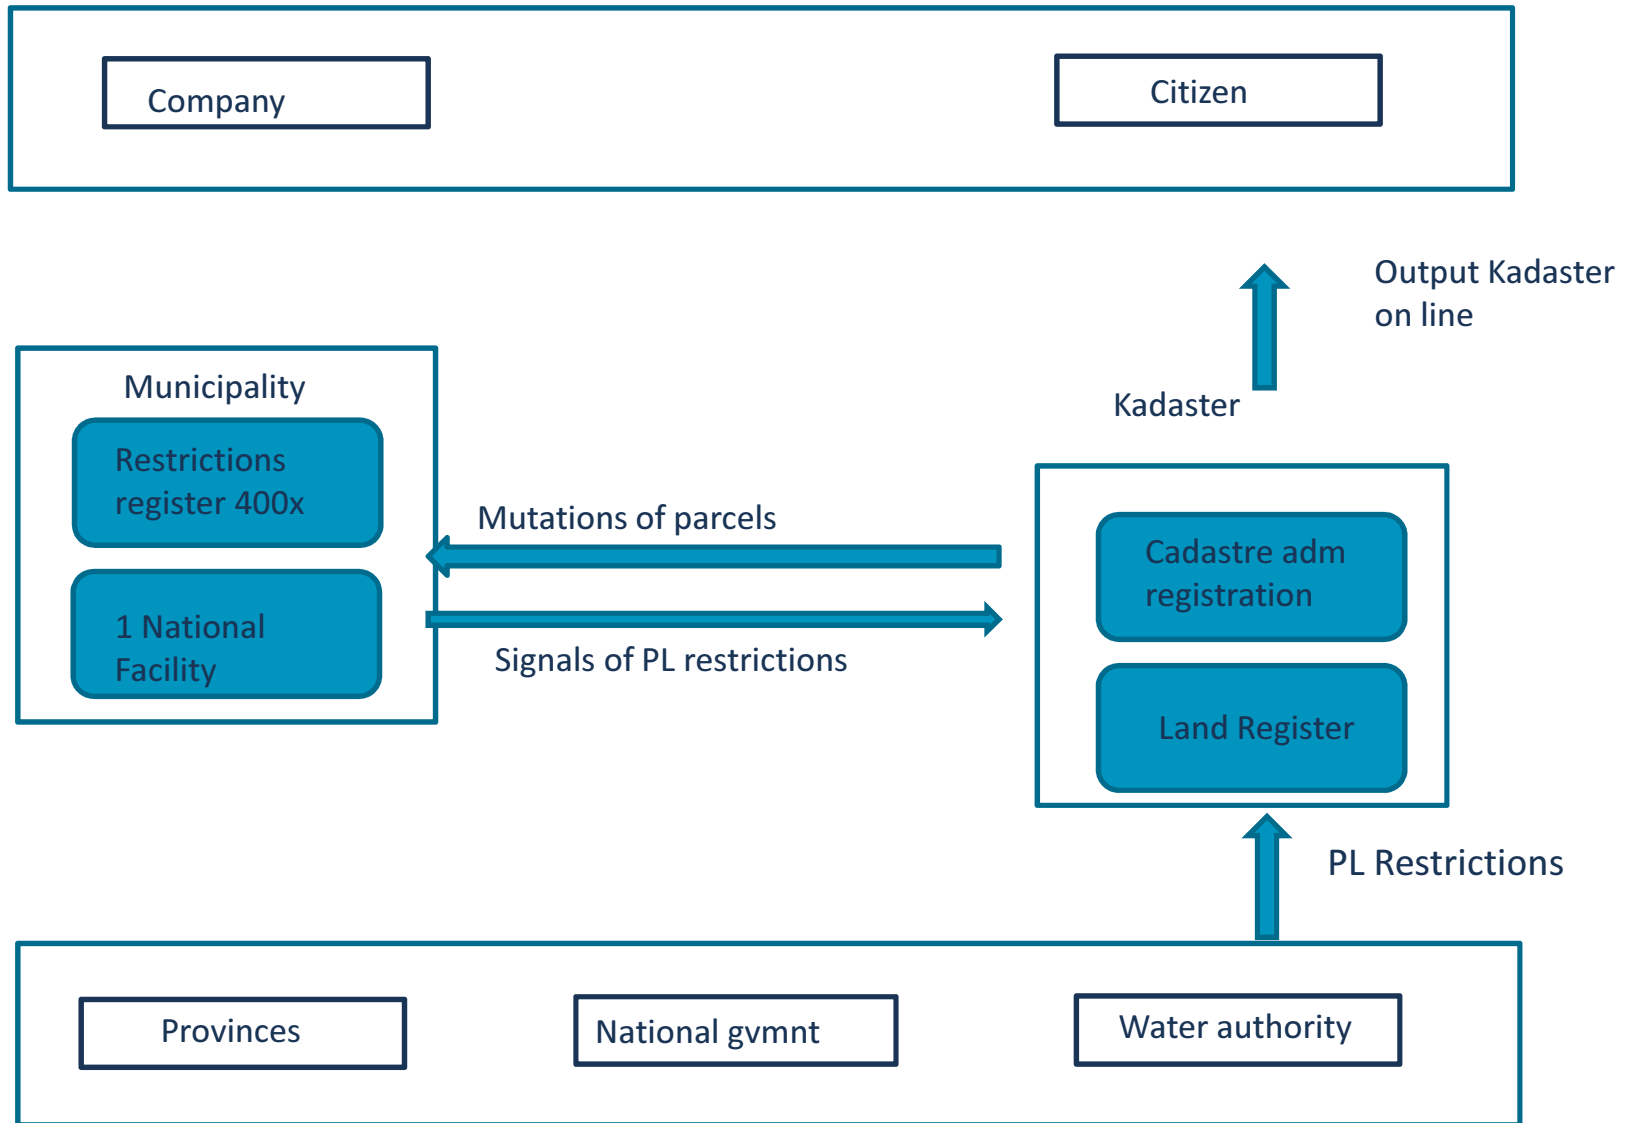 Company
Citizen
Output Kadaster
on line
Municipality
Kadaster
Restrictions
register 400x
Mutations of parcels
Cadastre adm
registration
1 National
Facility
Signals of PL restrictions
Land Register
PL Restrictions
Provinces
National gvmnt
Water authority